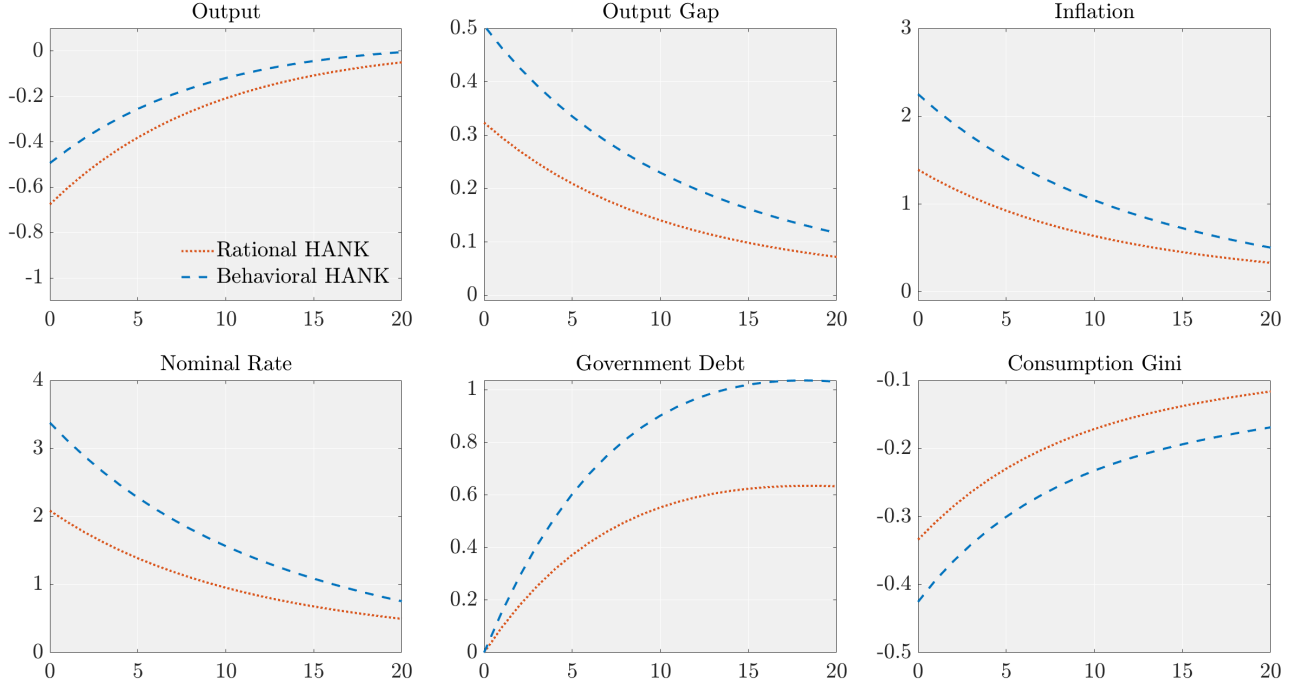 Output
0
-0.2
-0.4
-0.6
-0.8
-1
Rational HANK
Behavioral HANK
0 5 10 15 20
Output Gap
0.5
0.4
0.3
0.2
0.1
0
0 5 10 15 20
Inflation
3
2
1
0
0 5 10 15 20
Nominal Rate
4
3
2
1
0
0 5 10 15 20
Government Debt
1
0.8
0.6
0.4
0.2
0
0 5 10 15 20
Consumption Gini
-0.1
-0.2
-0.3
-0.4
-0.5
0 5 10 15 20